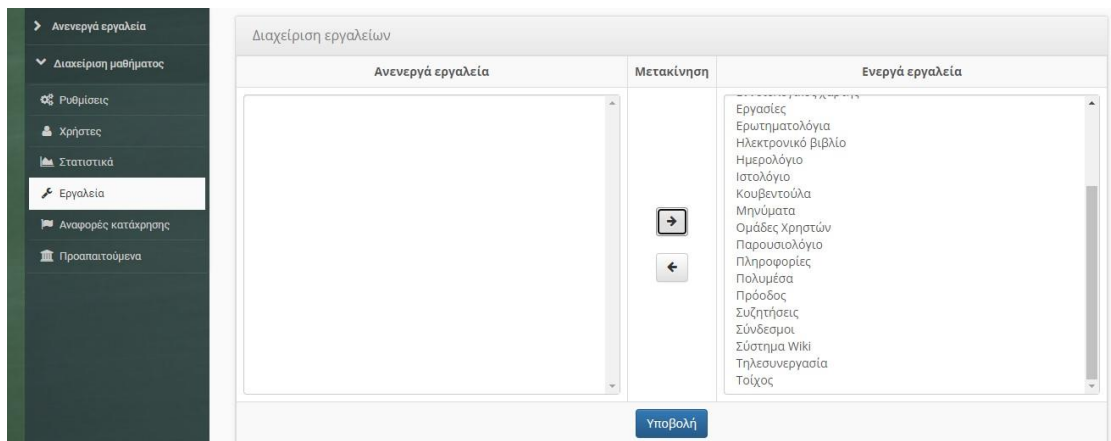 Ανενεργά εργαλεία
Διαχείριση μαθήματος
Ρυθμίσεις
Χρήστες
Στατιστικά
Εργαλεία
Αναφορές κατάχρησης
Προαπαιτούμενα
Διαχείριση εργαλείων
Ανενεργά εργαλεία
Μετακίνηση
Ενεργά εργαλεία
Εργασίες
Ερωτηματολόγια
Ηλεκτρονικό βιβλίο
Ημερολόγιο
Ιστολόγιο
Κουβεντούλα
Μηνύματα
Ομάδες Χρηστών
Παρουσιολόγιο
Πληροφορίες
Πολυμέσα
Πρόοδος
Συζητήσεις
Σύνδεσμοι
Σύστημα Wiki
Τηλεσυνεργασία
Τοίχος
Υποβολή